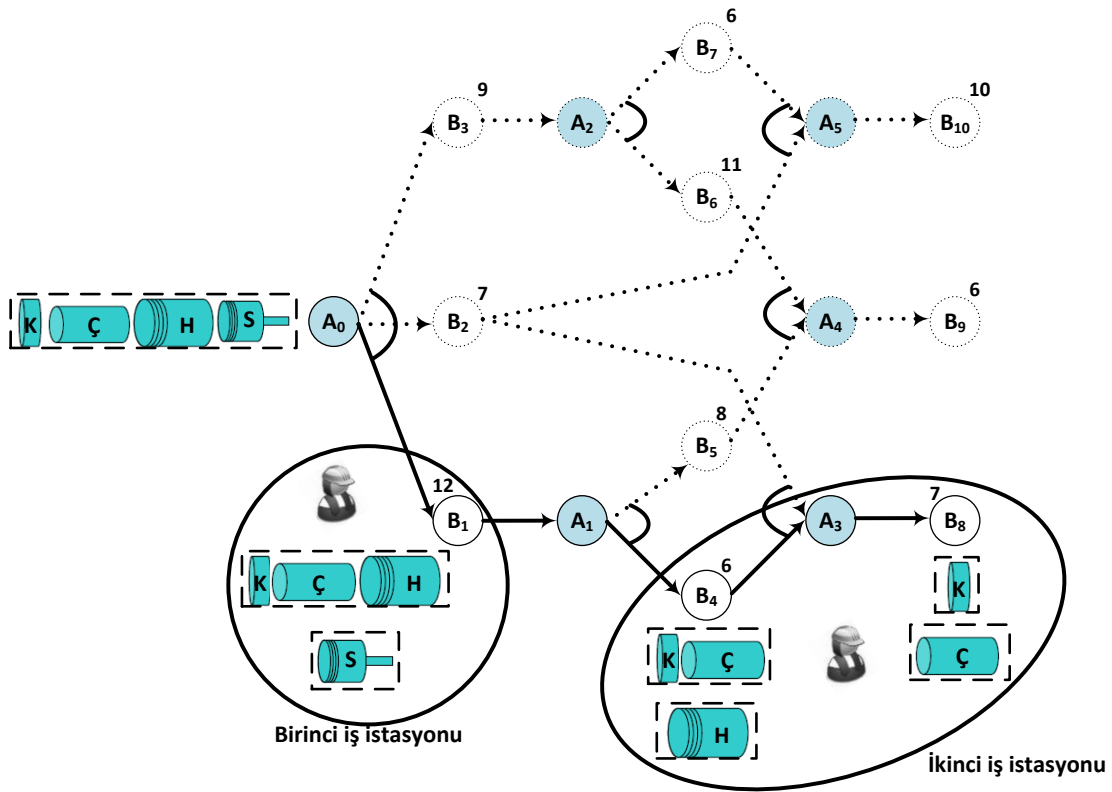 6
B7
9
10
B3
A2
A5
B10
11
B6
K Ç H S
A0
7
B2
6
A4
B9
8
B5
12
B1
A1
7
A3
B8
6
B4
K Ç H
K
K Ç
Ç
S
H
Birinci iş istasyonu
İkinci iş istasyonu